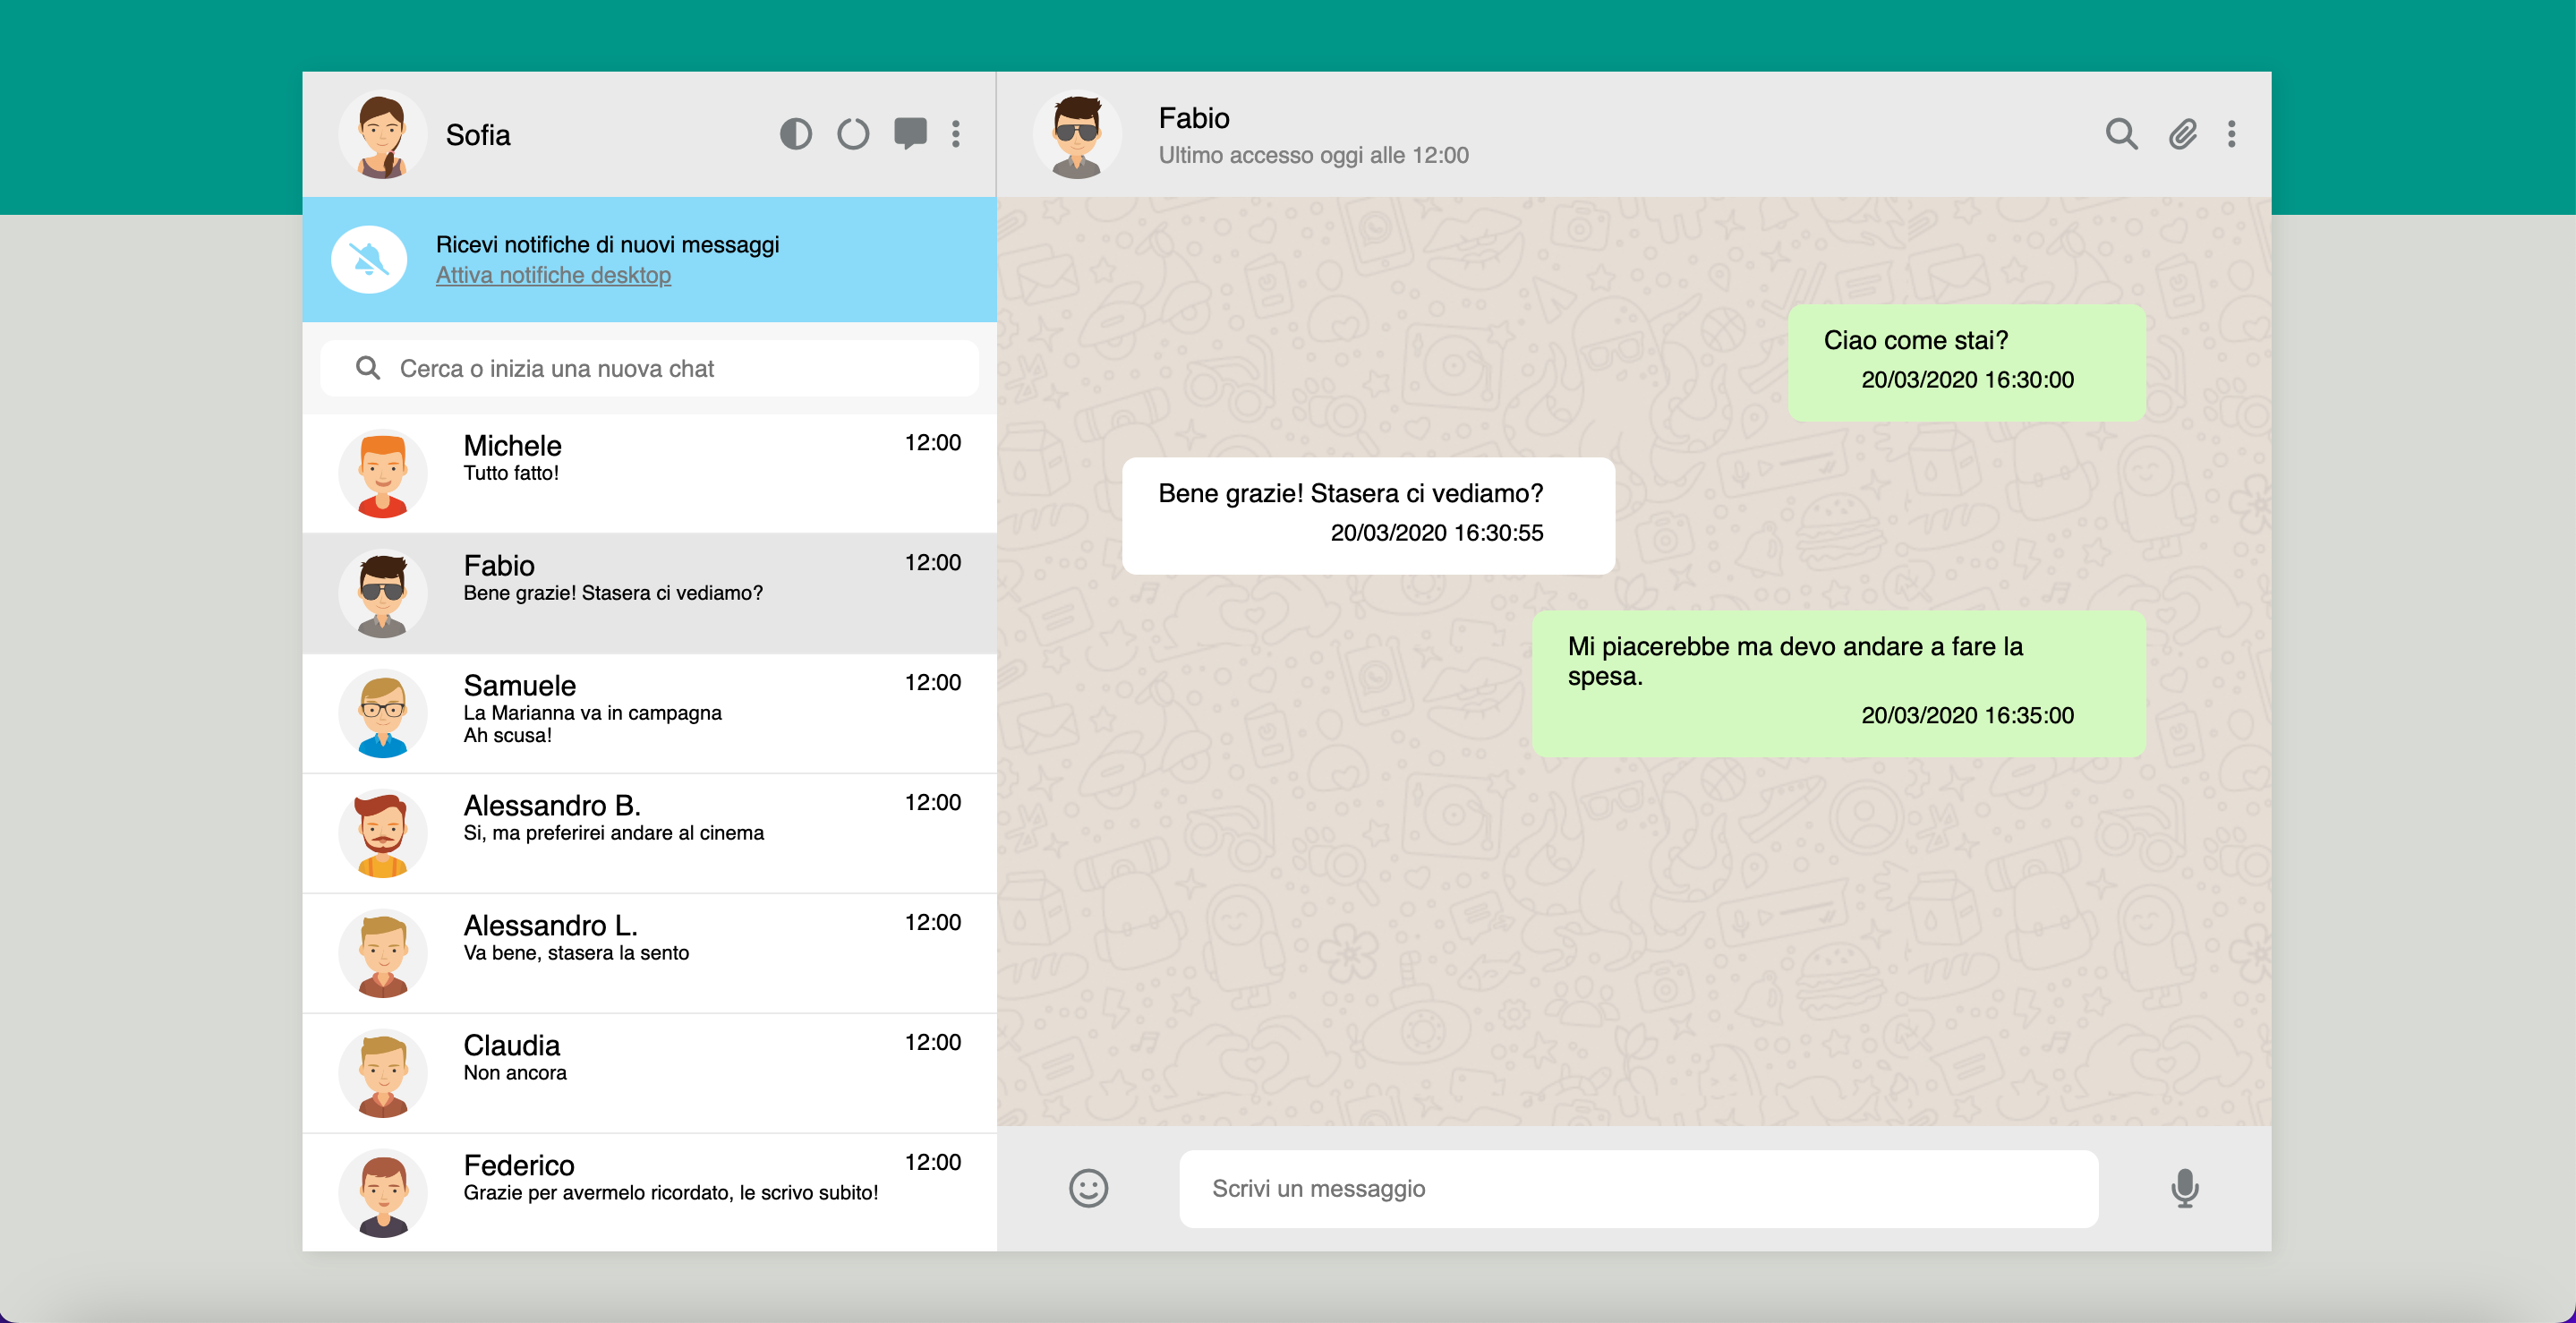 Sofia
Ricevi notifiche di nuovi messaggi
Attiva notifiche desktop
Cerca o inizia una nuova chat
Michele
12:00
Tutto fatto!
Fabio
12:00
Bene grazie! Stasera ci vediamo?
Samuele
12:00
La Marianna va in campagna
Ah scusa!
Alessandro B.
12:00
Si, ma preferirei andare al cinema
Alessandro L.
12:00
Va bene, stasera la sento
Claudia
12:00
Non ancora
Federico
12:00
Grazie per avermelo ricordato, le scrivo subito!
Fabio
Ultimo accesso oggi alle 12:00
Ciao come stai?
20/03/2020 16:30:00
Bene grazie! Stasera ci vediamo?
20/03/2020 16:30:55
Mi piacerebbe ma devo andare a fare la
spesa.
20/03/2020 16:35:00
Scrivi un messaggio